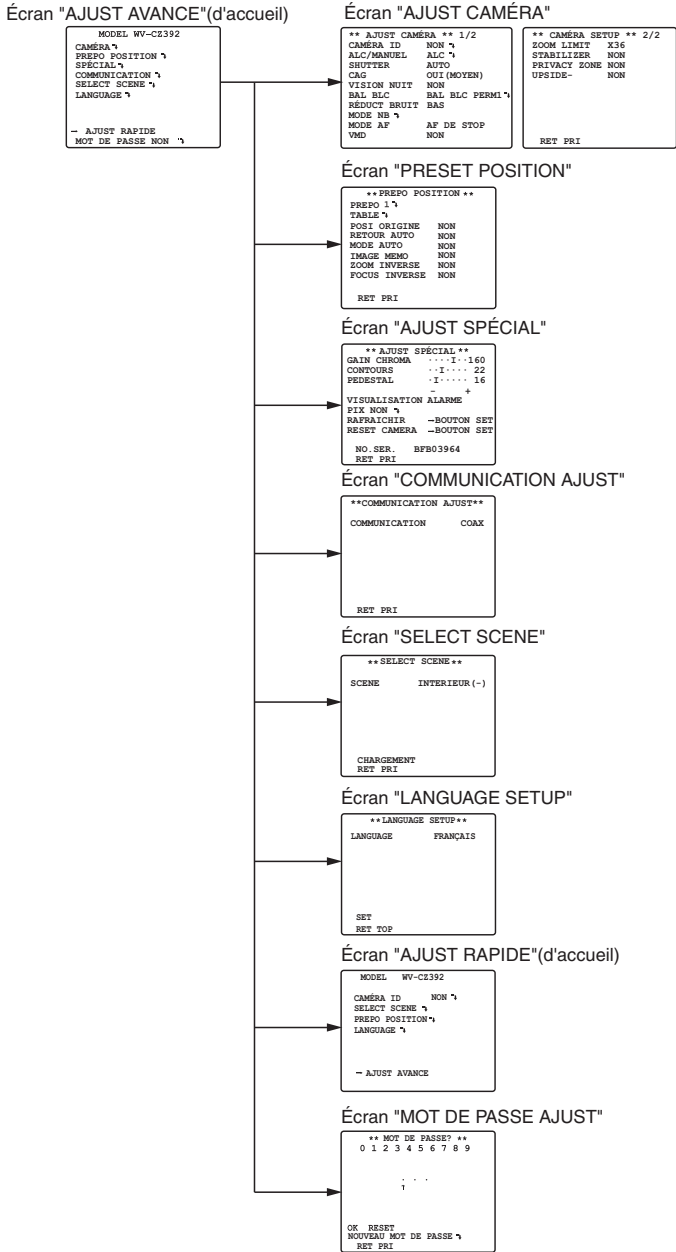 Écran "AJUST AVANCE"(d'accueil)
MODEL WV-CZ392
CAMÉRA
PREPO POSITION
SPÉCIAL
COMMUNICATION
SELECT SCENE
LANGUAGE
AJUST RAPIDE
MOT DE PASSE NON
Écran "AJUST CAMÉRA"
** AJUST CAMÉRA ** 1/2
CAMÉRA ID NON
ALC/MANUEL ALC
SHUTTER AUTO
CAG OUI(MOYEN)
VISION NUIT NON
BAL BLC BAL BLC PERM1
RÉDUCT BRUIT BAS
MODE NB
MODE AF AF DE STOP
VMD NON
** CAMÉRA SETUP ** 2/2
ZOOM LIMIT X36
STABILIZER NON
PRIVACY ZONE NON
UPSIDE- NON
RET PRI
Écran "PRESET POSITION"
**PREPO POSITION**
PREPO 1
TABLE
POSI ORIGINE NON
RETOUR AUTO NON
MODE AUTO NON
IMAGE MEMO NON
ZOOM INVERSE NON
FOCUS INVERSE NON
RET PRI
Écran "AJUST SPÉCIAL"
**AJUST SPÉCIAL**
GAIN CHROMA ····I··160
CONTOURS ··I···· 22
PEDESTAL ·I····· 16
- +
VISUALISATION ALARME
PIX NON
RAFRAICHIR →BOUTON SET
RESET CAMERA →BOUTON SET
NO.SER. BFB03964
RET PRI
Écran "COMMUNICATION AJUST"
**COMMUNICATION AJUST**
COMMUNICATION COAX
RET PRI
Écran "SELECT SCENE"
**SELECT SCENE**
SCENE INTERIEUR(-)
CHARGEMENT
RET PRI
Écran "LANGUAGE SETUP"
**LANGUAGE SETUP**
LANGUAGE FRANÇAIS
SET
RET TOP
Écran "AJUST RAPIDE"(d'accueil)
MODEL WV-CZ392
CAMÉRA ID NON
SELECT SCENE
PREPO POSITION
LANGUAGE
AJUST AVANCE
Écran "MOT DE PASSE AJUST"
** MOT DE PASSE? **
0 1 2 3 4 5 6 7 8 9
OK RESET
NOUVEAU MOT DE PASSE
RET PRI